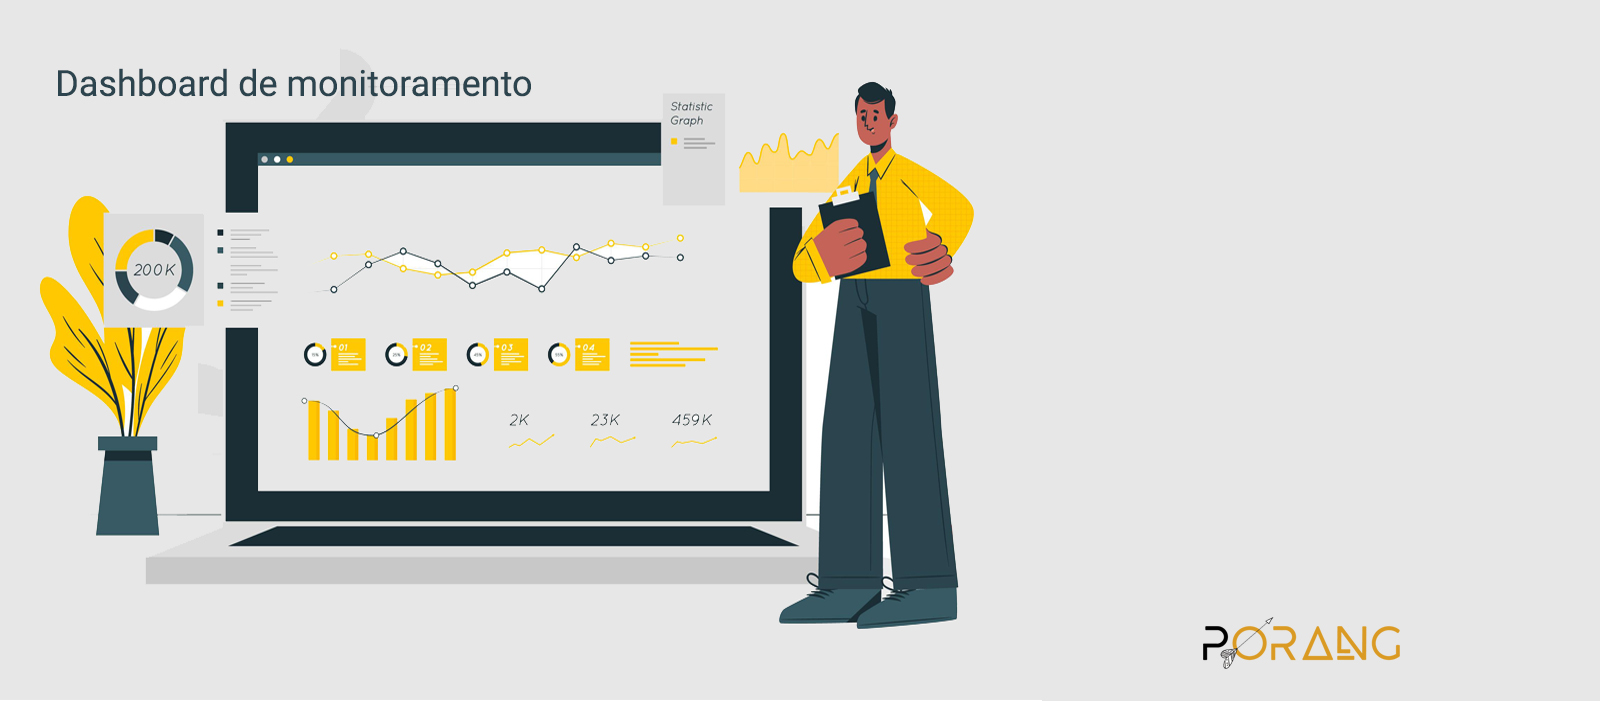 Dashboard de monitoramento
Statistic
Graph
200K
01
02
03
04
2K
23K
459K
PORANG